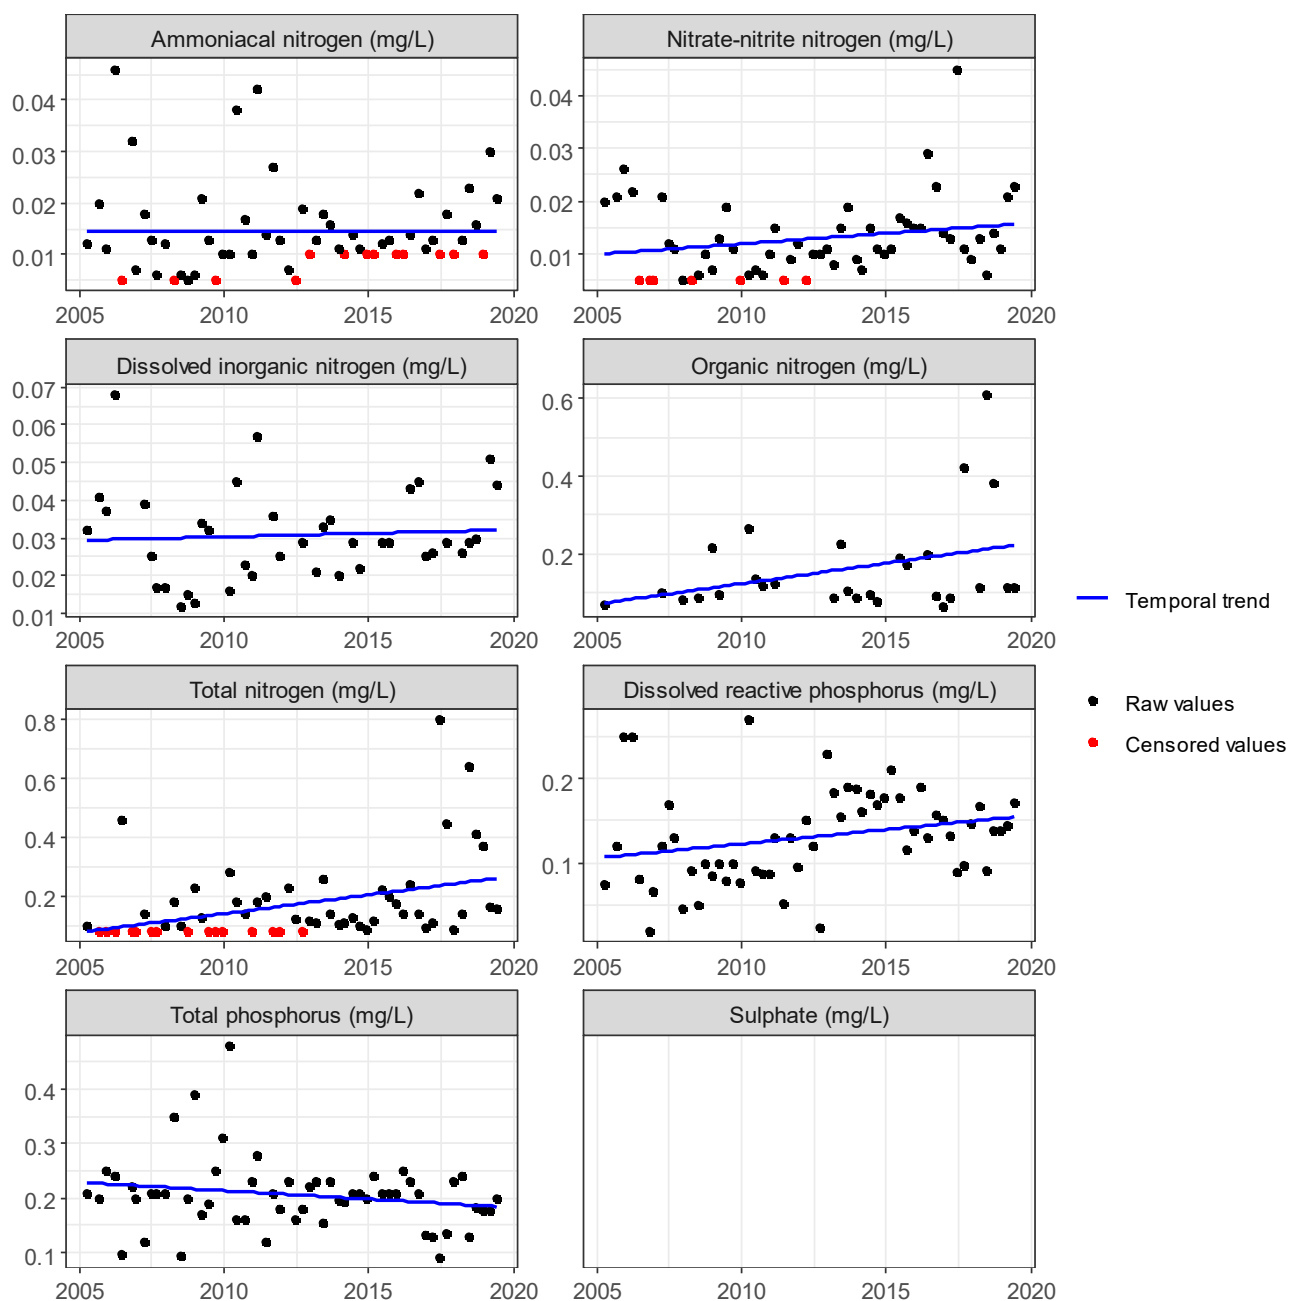 Ammoniacal nitrogen (mg/L)
0.04
0.03
0.02
0.01
2005 2010 2015 2020
Nitrate-nitrite nitrogen (mg/L)
0.04
0.03
0.02
0.01
2005 2010 2015 2020
Dissolved inorganic nitrogen (mg/L)
0.07
0.06
0.05
0.04
0.03
0.02
0.01
2005 2010 2015 2020
Organic nitrogen (mg/L)
0.6
0.4
0.2
2005 2010 2015 2020
Total nitrogen (mg/L)
0.8
0.6
0.4
0.2
2005 2010 2015 2020
Dissolved reactive phosphorus (mg/L)
0.2
0.1
2005 2010 2015 2020
Total phosphorus (mg/L)
0.4
0.3
0.2
0.1
2005 2010 2015 2020
Sulphate (mg/L)
2005 2010 2015 2020
Temporal trend
Raw values
Censored values